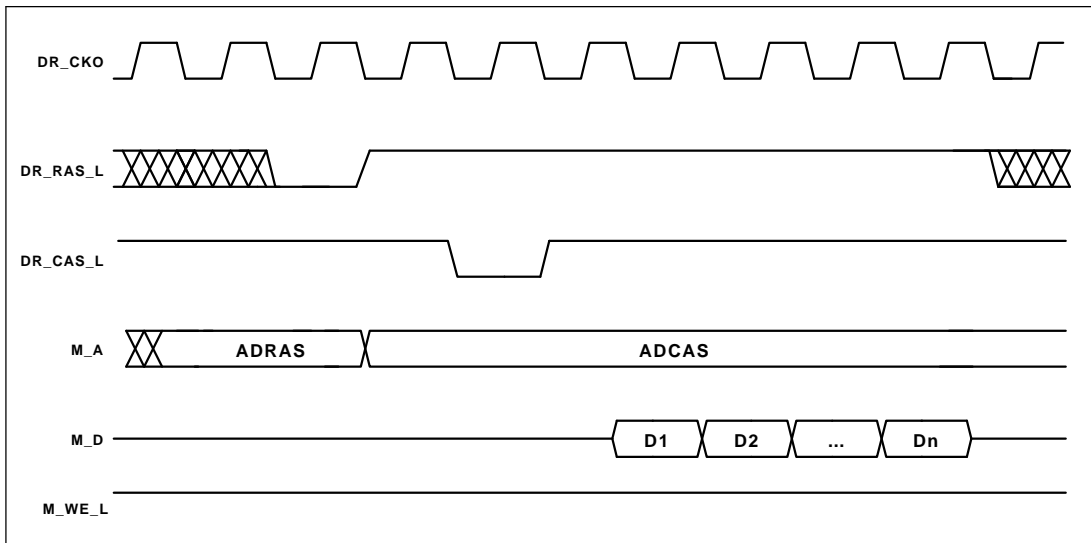 DR_CKO
DR_RAS_L
DR_CAS_L
M_A ADRAS ADCAS
M_D D1 D2 ... Dn
M_WE_L